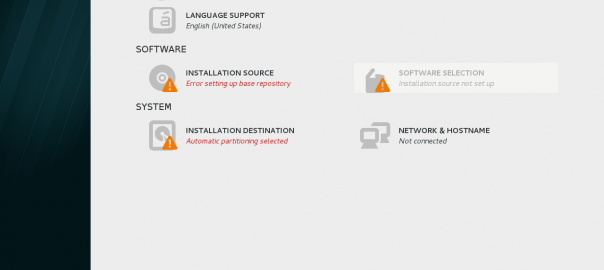 LANGUAGE SUPPORT
English (United States)
SOFTWARE
INSTALLATION SOURCE
Error setting up base repository
SOFTWARE SELECTION
Installation source not set up
SYSTEM
INSTALLATION DESTINATION
Automatic partitioning selected
NETWORK & HOSTNAME
Not connected